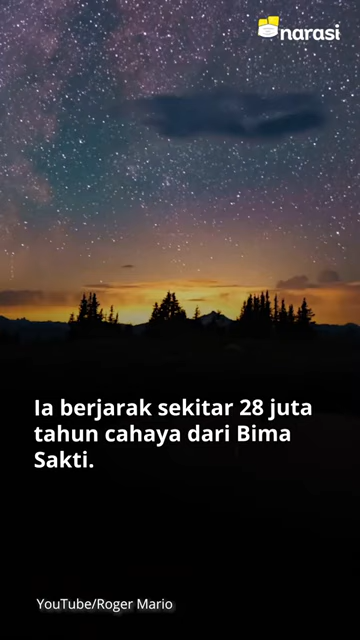 narasi
Ia berjarak sekitar 28 juta
tahun cahaya dari Bima
Sakti.
YouTube/Roger Mario